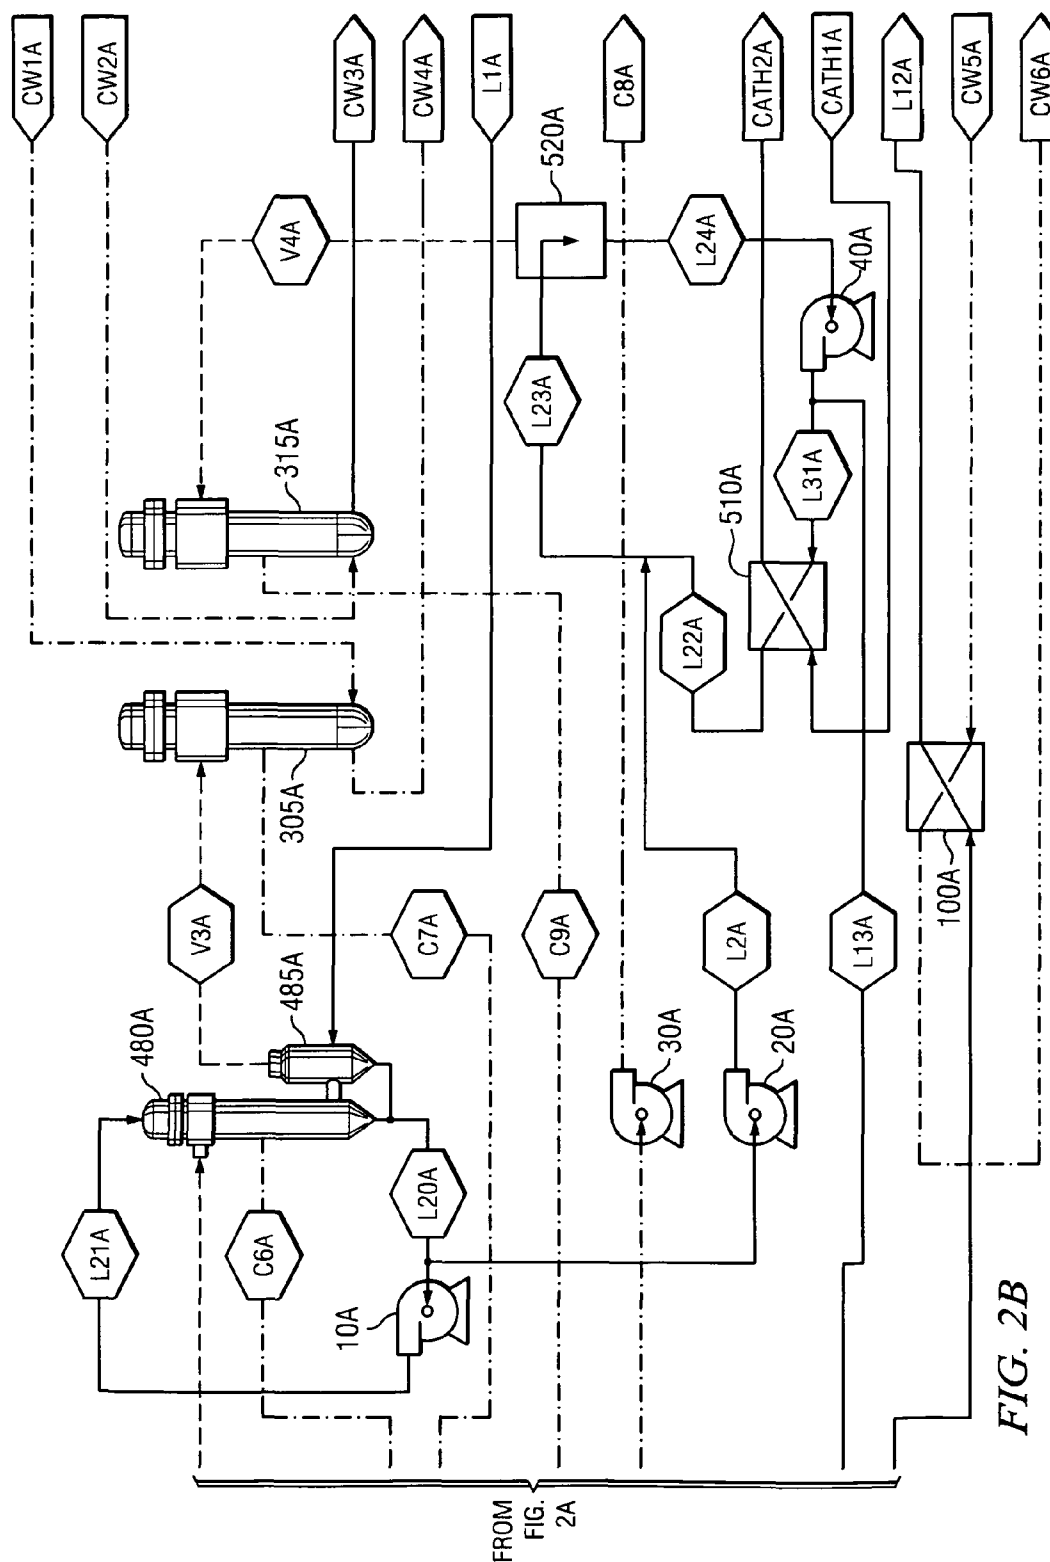 CW1A
CW2A
CW3A
CW4A
L1A
C8A
CATH2A
CATH1A
L12A
CW5A
CW6A
V4A
520A
L24A
40A
L23A
315A
L31A
510A
L22A
305A
100A
V3A
C7A
C9A
L2A
L13A
485A
480A
30A
20A
L20A
L21A
C6A
10A
FROM
FIG.
2A
FIG. 2B